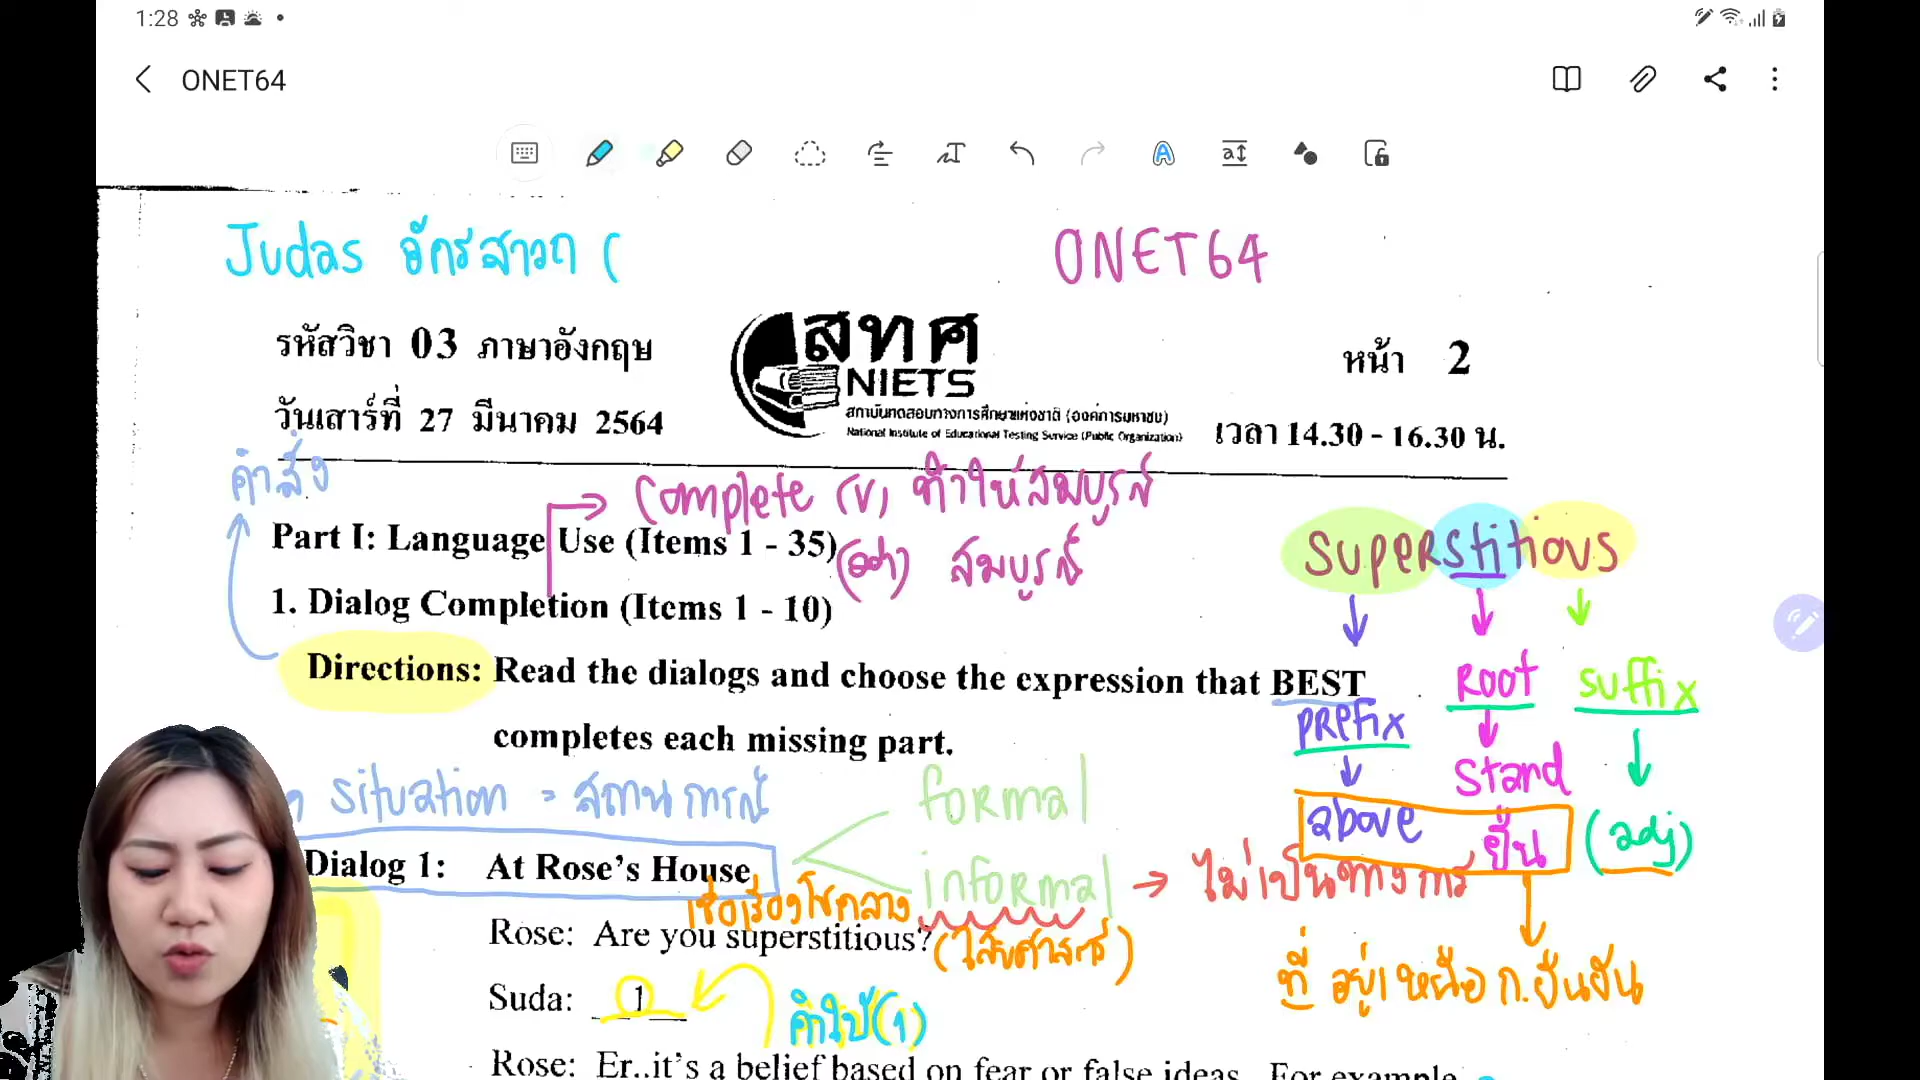 1:28
ONET64
Judas อัครสาวก (
ONET64
รหัสวิชา 03 ภาษาอังกฤษ
สทศ
NIETS
หน้า 2
วันเสาร์ที่ 27 มีนาคม 2564
สถาบันทดสอบทางการศึกษาแห่งชาติ (องค์การมหาชน)
National Institute of Educational Testing Service (Public Organization)
เวลา 14.30 - 16.30 น.
คำสั่ง
complete (v) ทำให้สมบูรณ์
Part I: Language Use (Items 1 - 35)
(adj) สมบูรณ์
superstitious
1. Dialog Completion (Items 1 - 10)
Directions: Read the dialogs and choose the expression that BEST
completes each missing part.
prefix
Root
suffix
above
Stand
ยืน
(adj)
situation = สถานการณ์
formal
Dialog 1: At Rose's House
informal → ไม่เป็นทางการ
เชื่อเรื่องโชคลาง
Rose: Are you superstitious?
(ไสยศาสตร์)
ที่ อยู่เหนือ ก.ยืนยัน
Suda: 1
คำใบ้(1)
Rose: Er..it's a belief based on fear or false ideas. For example